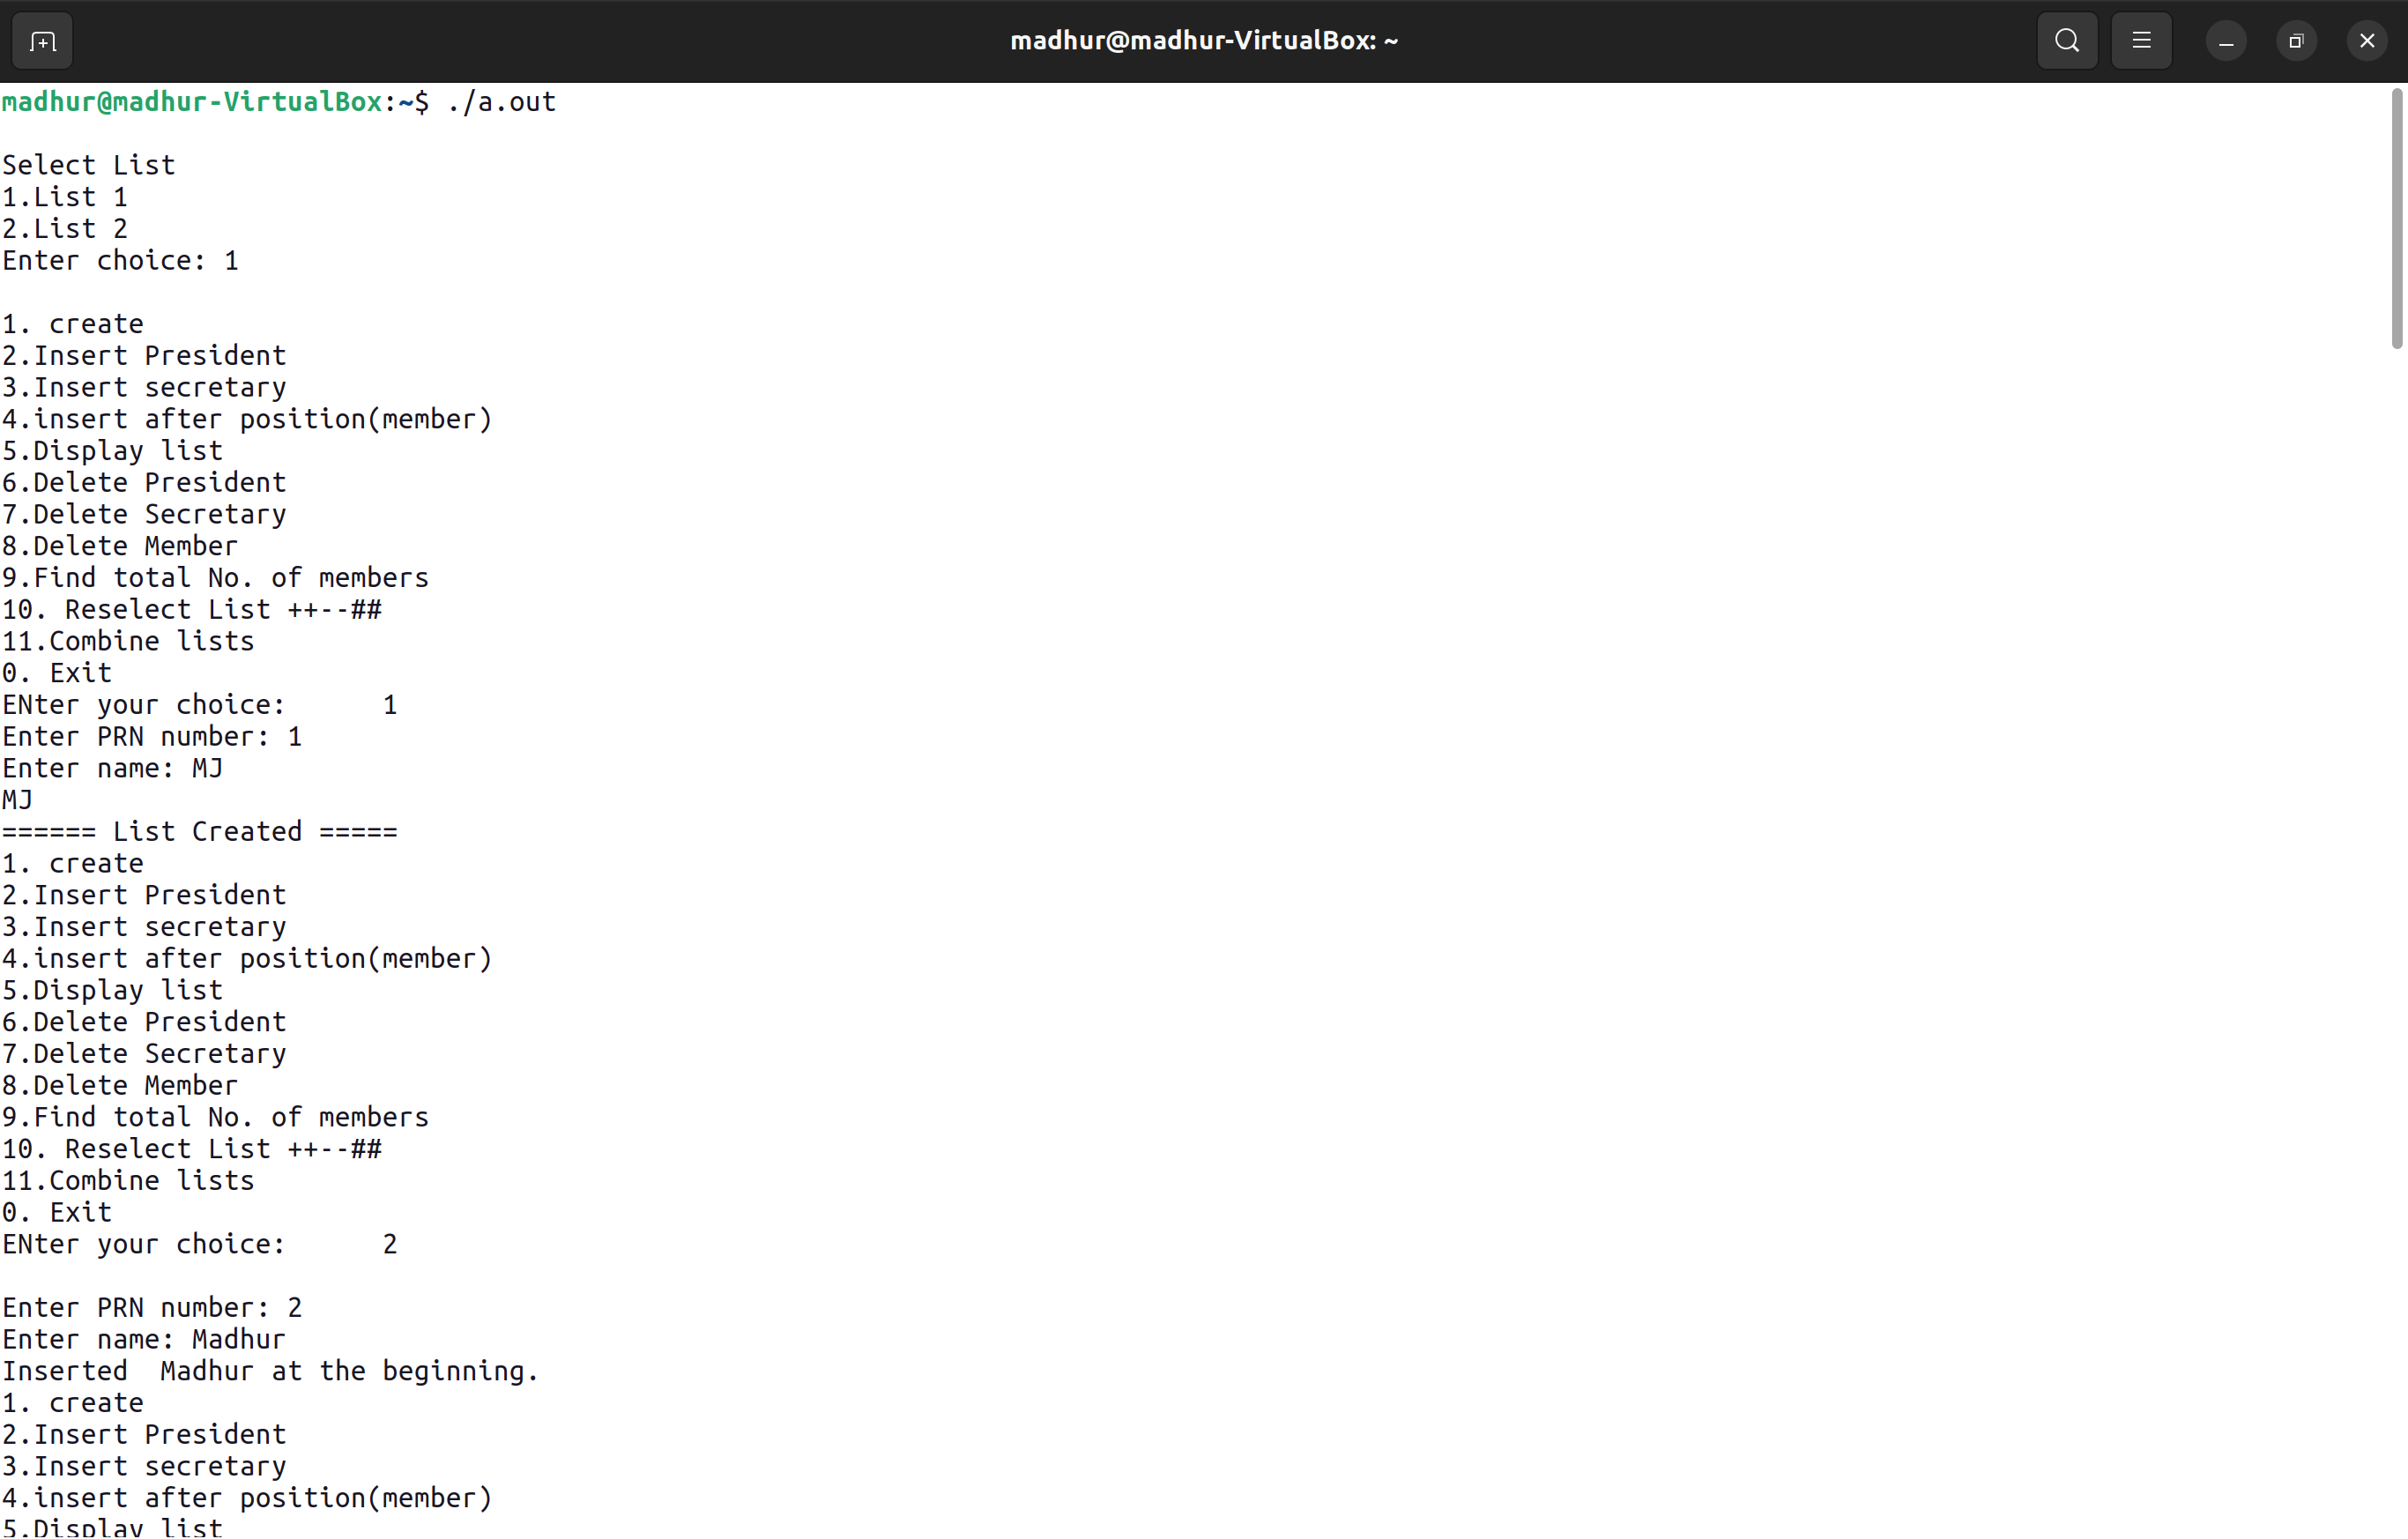 madhur@madhur-VirtualBox: ~
madhur@madhur-VirtualBox:~$ ./a.out
Select List
1.List 1
2.List 2
Enter choice: 1
1. create
2.Insert President
3.Insert secretary
4.insert after position(member)
5.Display list
6.Delete President
7.Delete Secretary
8.Delete Member
9.Find total No. of members
10. Reselect List ++--##
11.Combine lists
0. Exit
ENter your choice:      1
Enter PRN number: 1
Enter name: MJ
MJ
====== List Created =====
1. create
2.Insert President
3.Insert secretary
4.insert after position(member)
5.Display list
6.Delete President
7.Delete Secretary
8.Delete Member
9.Find total No. of members
10. Reselect List ++--##
11.Combine lists
0. Exit
ENter your choice:      2
Enter PRN number: 2
Enter name: Madhur
Inserted  Madhur at the beginning.
1. create
2.Insert President
3.Insert secretary
4.insert after position(member)
5.Display list